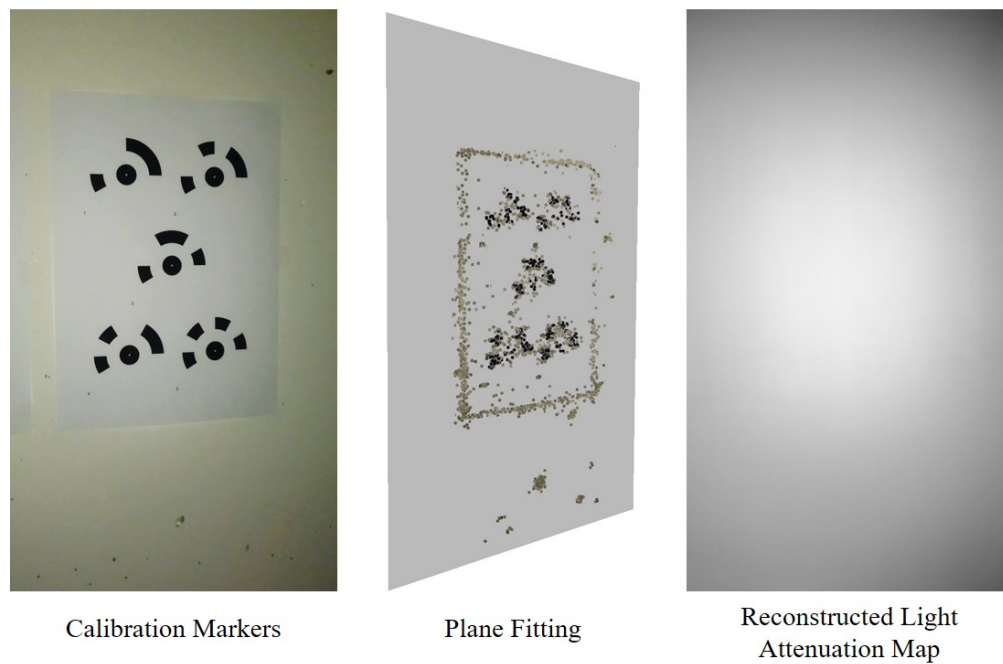 Calibration Markers
Plane Fitting
Reconstructed Light
Attenuation Map